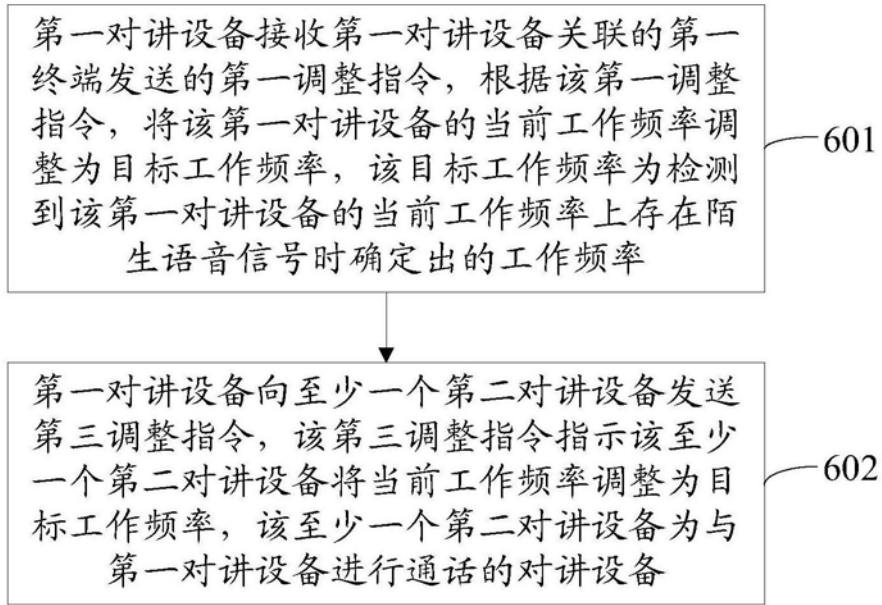 第一对讲设备接收第一对讲设备关联的第一
终端发送的第一调整指令，根据该第一调整
指令，将该第一对讲设备的当前工作频率调
整为目标工作频率，该目标工作频率为检测
到该第一对讲设备的当前工作频率上存在陌
生语音信号时确定出的工作频率
601
第一对讲设备向至少一个第二对讲设备发送
第三调整指令，该第三调整指令指示该至少
一个第二对讲设备将当前工作频率调整为目
标工作频率，该至少一个第二对讲设备为与
第一对讲设备进行通话的对讲设备
602